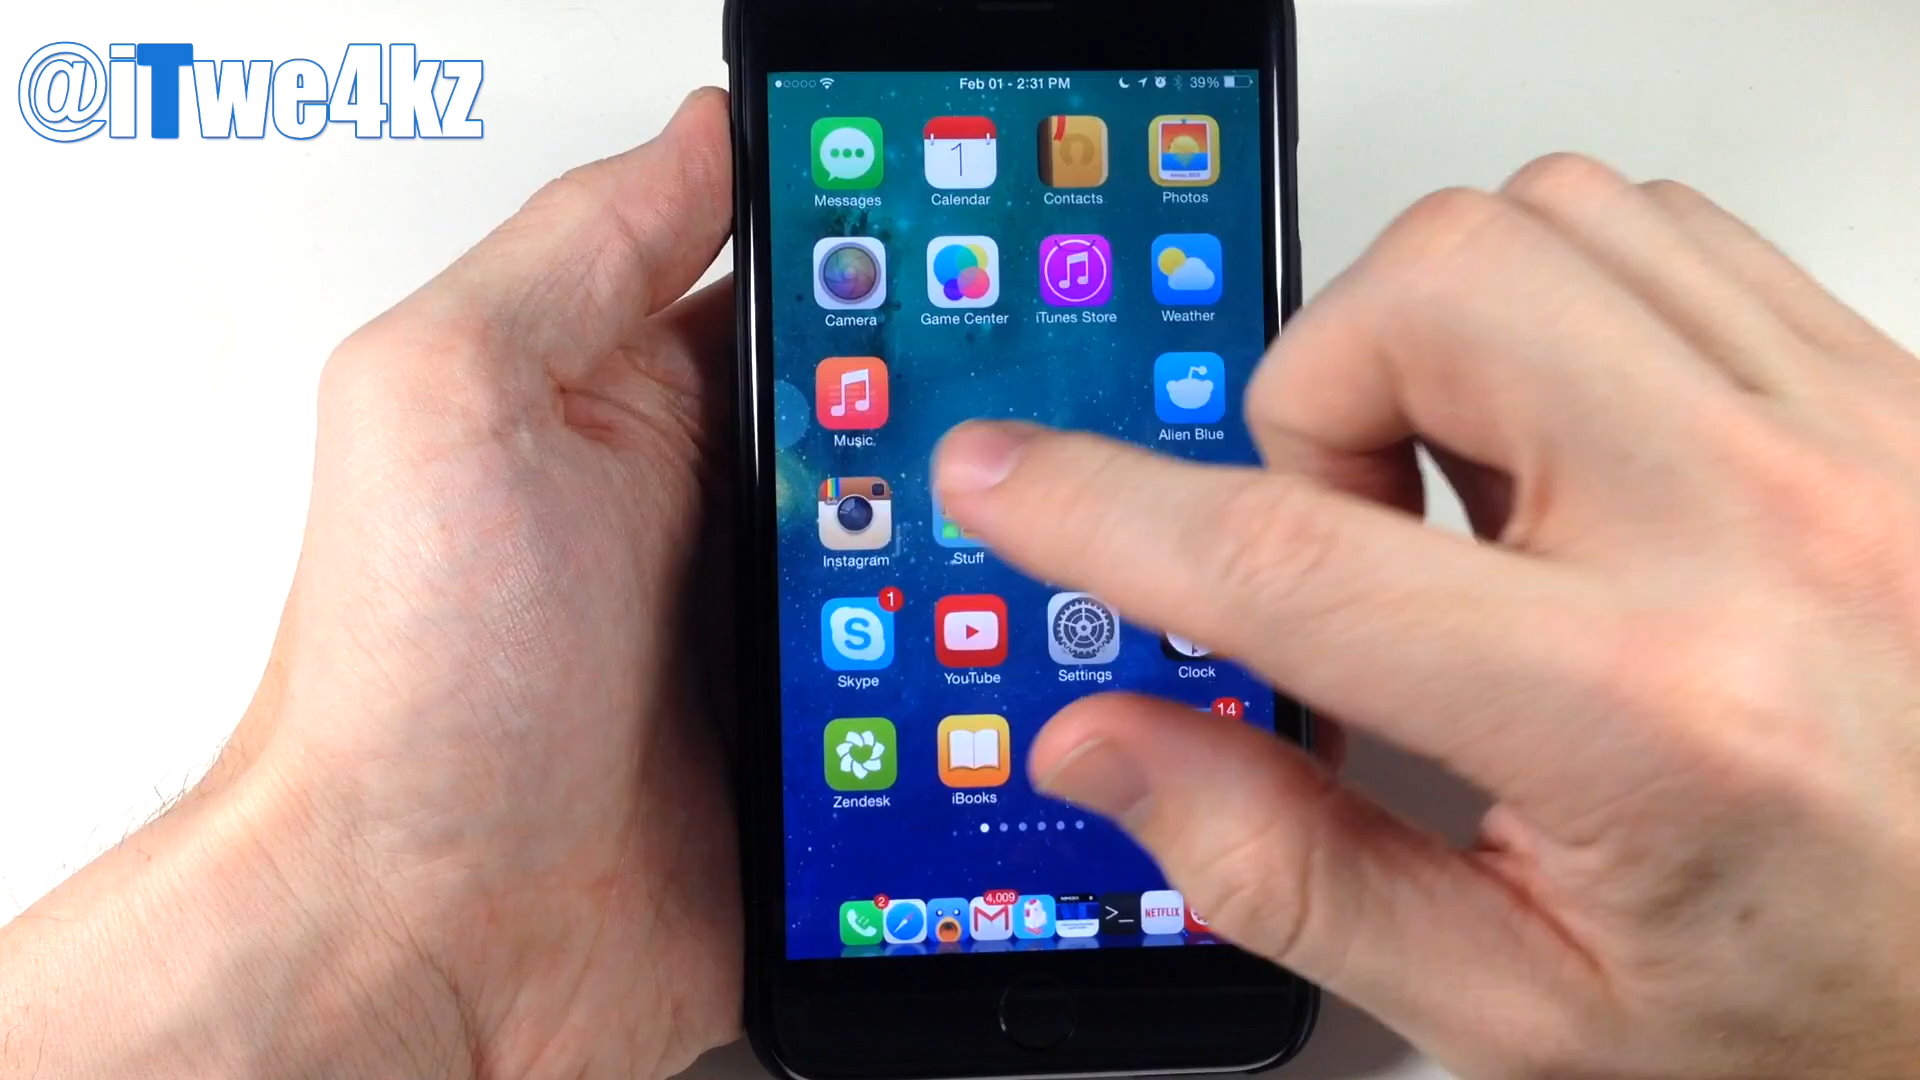 @iTwe4kz
Feb 01 - 2:31 PM
39%
Messages
Calendar
Contacts
Photos
1
Camera
Game Center
iTunes Store
Weather
Music
Alien Blue
Instagram
Stuff
1
Skype
YouTube
Settings
Clock
14
Zendesk
iBooks
2
4,009
>_
NETFLIX